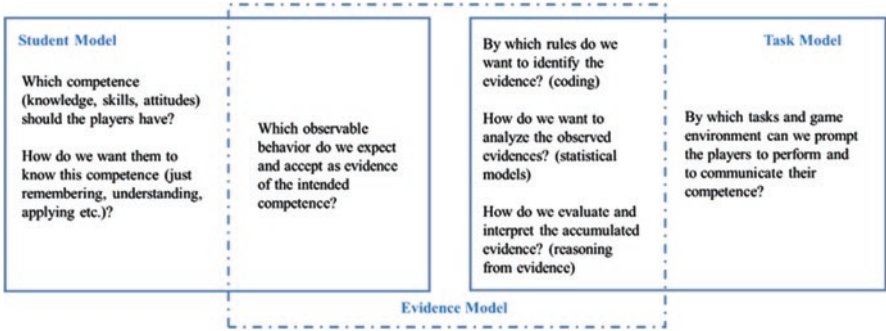 Student Model
Which competence
(knowledge, skills, attitudes)
should the players have?
How do we want them to
know this competence (just
remembering, understanding,
applying etc.)?
Which observable
behavior do we expect
and accept as evidence
of the intended
competence?
By which rules do we
want to identify the
evidence? (coding)
How do we want to
analyze the observed
evidences? (statistical
models)
How do we evaluate and
interpret the accumulated
evidence? (reasoning
from evidence)
Task Model
By which tasks and game
environment can we prompt
the players to perform and
to communicate their
competence?
Evidence Model